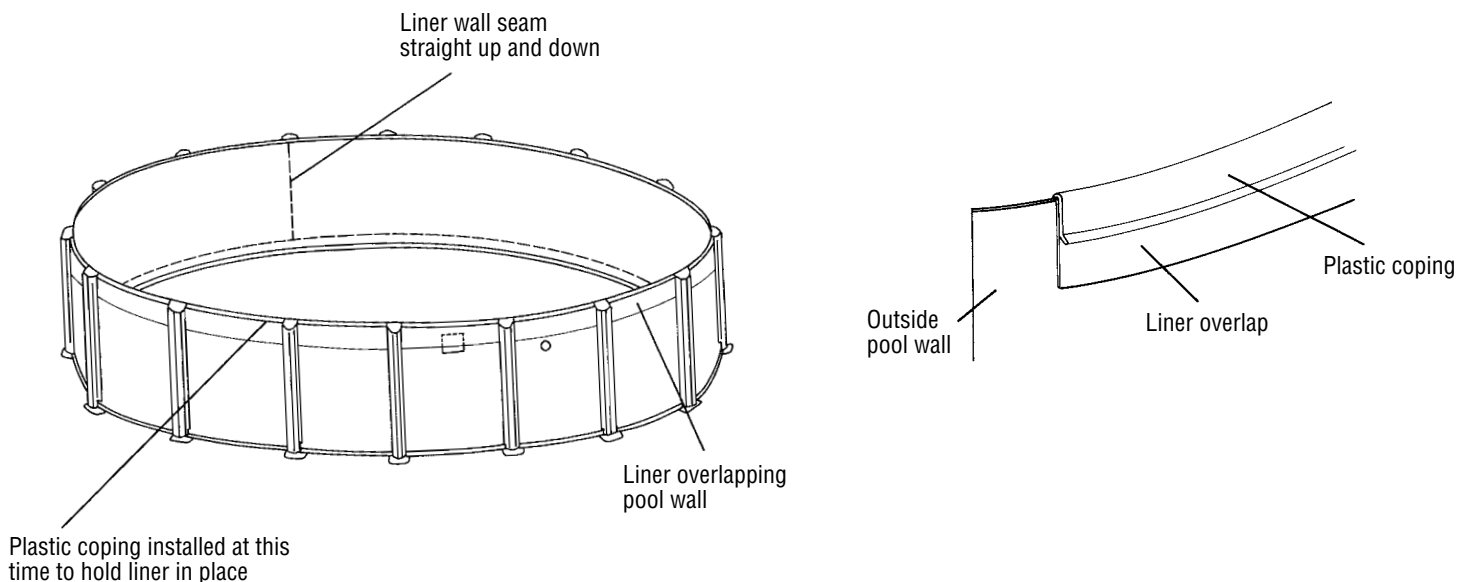 Liner wall seam
straight up and down
Plastic coping
Outside
pool wall
Liner overlap
Liner overlapping
pool wall
Plastic coping installed at this
time to hold liner in place